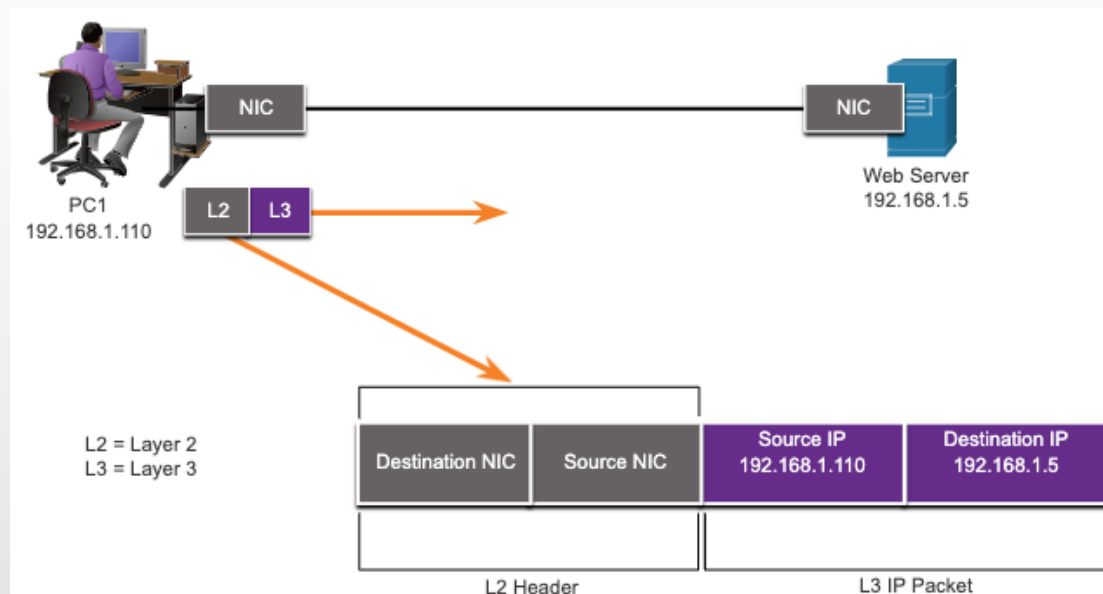 NIC
NIC
PC1
192.168.1.110
Web Server
192.168.1.5
L2 L3
L2 = Layer 2
L3 = Layer 3
Destination NIC
Source NIC
Source IP
192.168.1.110
Destination IP
192.168.1.5
L2 Header
L3 IP Packet